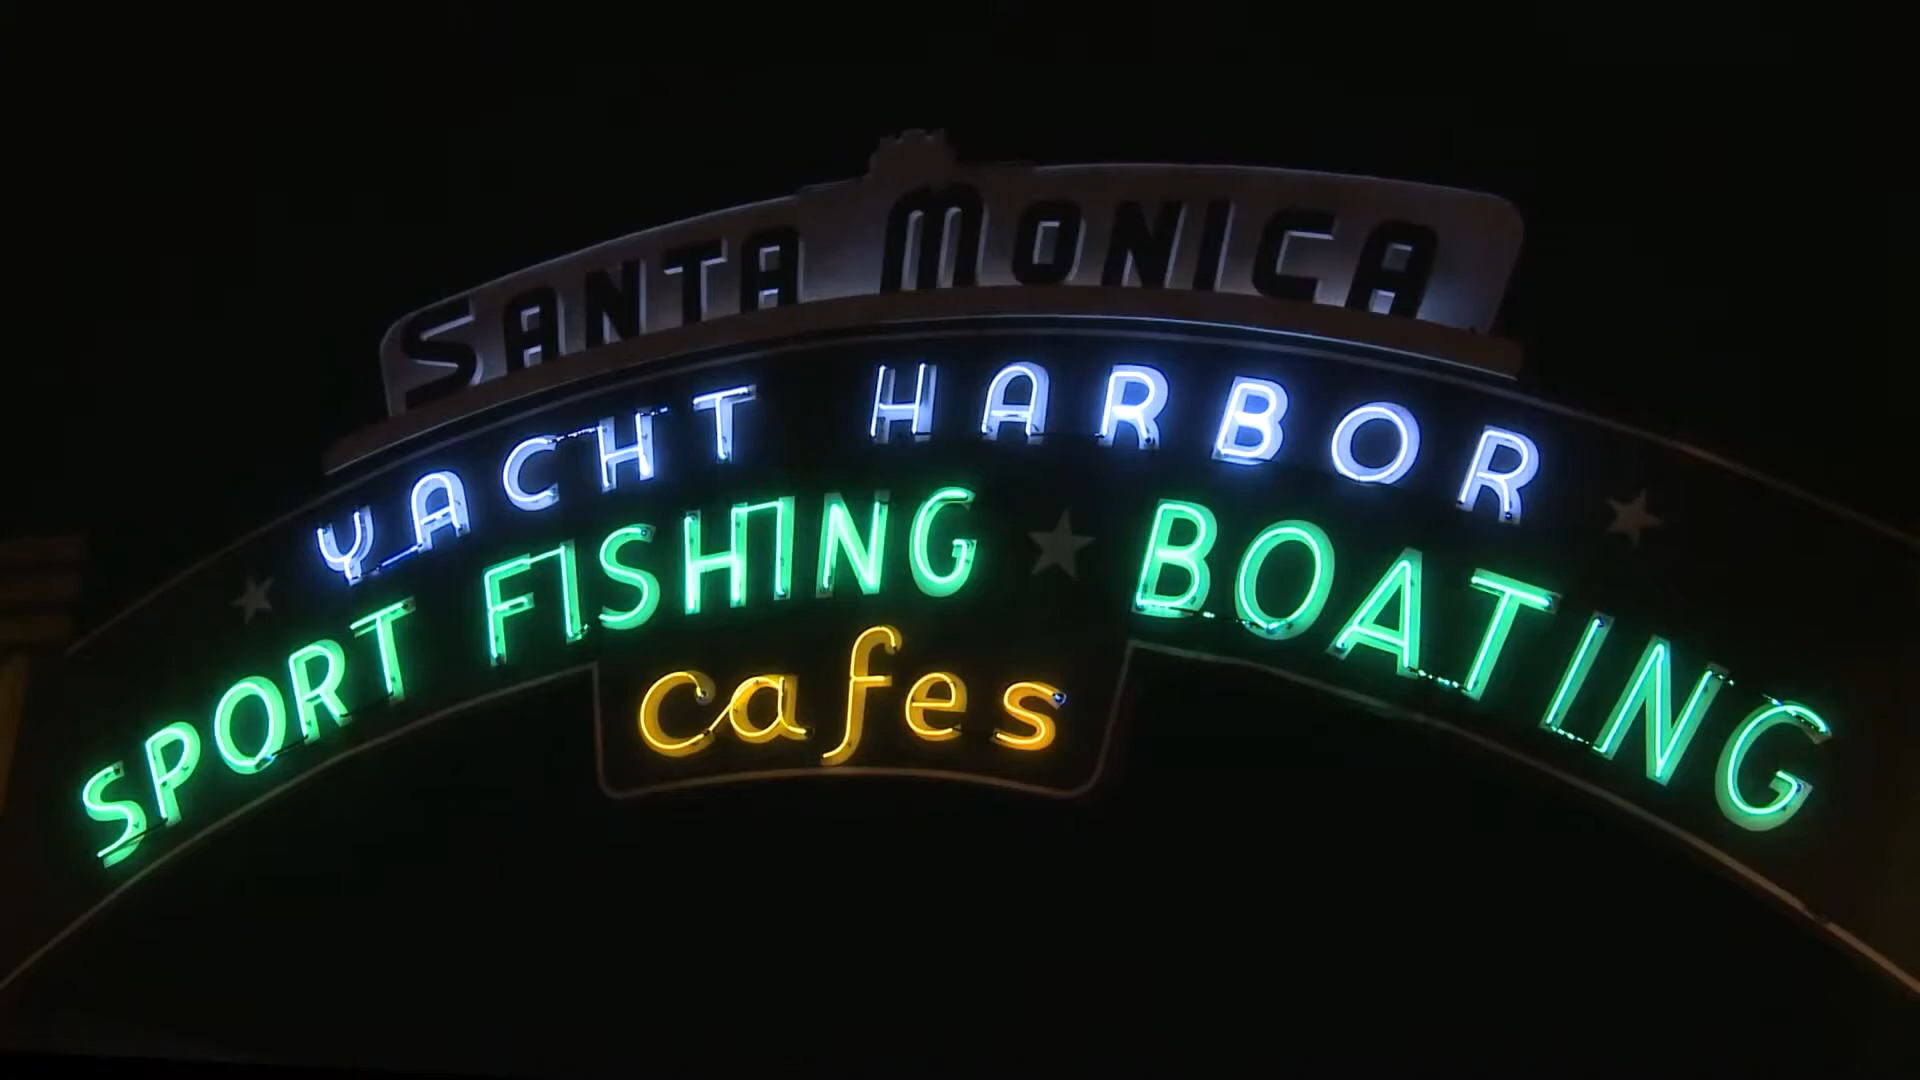 SANTA MONICA
YACHT HARBOR
SPORT FISHING ★ BOATING
cafes